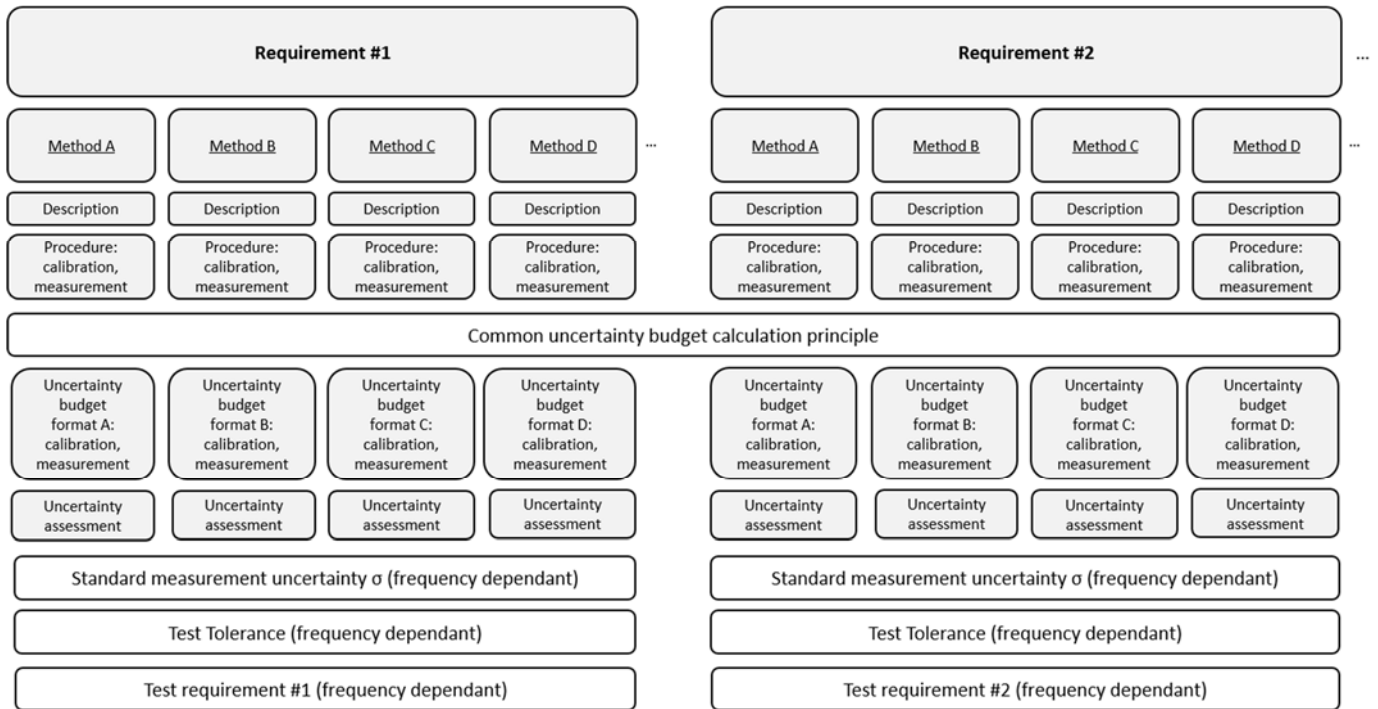 Requirement #1
Requirement #2
...
Method A
Method B
Method C
Method D
...
Method A
Method B
Method C
Method D
...
Description
Description
Description
Description
Description
Description
Description
Description
Procedure:
calibration,
measurement
Procedure:
calibration,
measurement
Procedure:
calibration,
measurement
Procedure:
calibration,
measurement
Procedure:
calibration,
measurement
Procedure:
calibration,
measurement
Procedure:
calibration,
measurement
Procedure:
calibration,
measurement
Common uncertainty budget calculation principle
Uncertainty
budget
format A:
calibration,
measurement
Uncertainty
budget
format B:
calibration,
measurement
Uncertainty
budget
format C:
calibration,
measurement
Uncertainty
budget
format D:
calibration,
measurement
Uncertainty
budget
format A:
calibration,
measurement
Uncertainty
budget
format B:
calibration,
measurement
Uncertainty
budget
format C:
calibration,
measurement
Uncertainty
budget
format D:
calibration,
measurement
Uncertainty
assessment
Uncertainty
assessment
Uncertainty
assessment
Uncertainty
assessment
Uncertainty
assessment
Uncertainty
assessment
Uncertainty
assessment
Uncertainty
assessment
Standard measurement uncertainty σ (frequency dependant)
Standard measurement uncertainty σ (frequency dependant)
Test Tolerance (frequency dependant)
Test Tolerance (frequency dependant)
Test requirement #1 (frequency dependant)
Test requirement #2 (frequency dependant)